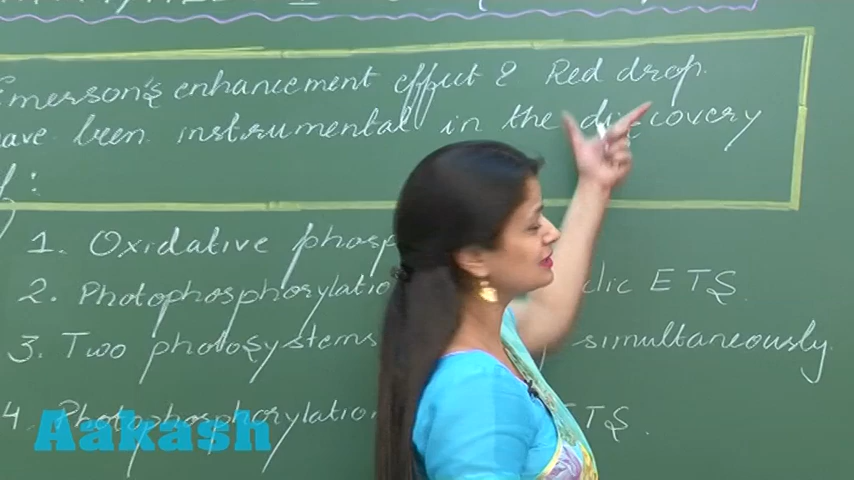 Emerson's enhancement effect & Red drop
have been instrumental in the discovery
of:
1. Oxidative phosp
2. Photophosphorylatio clic ETS.
3. Two photosystems simultaneously.
4. Photophosphorylation ETS.
Aakash